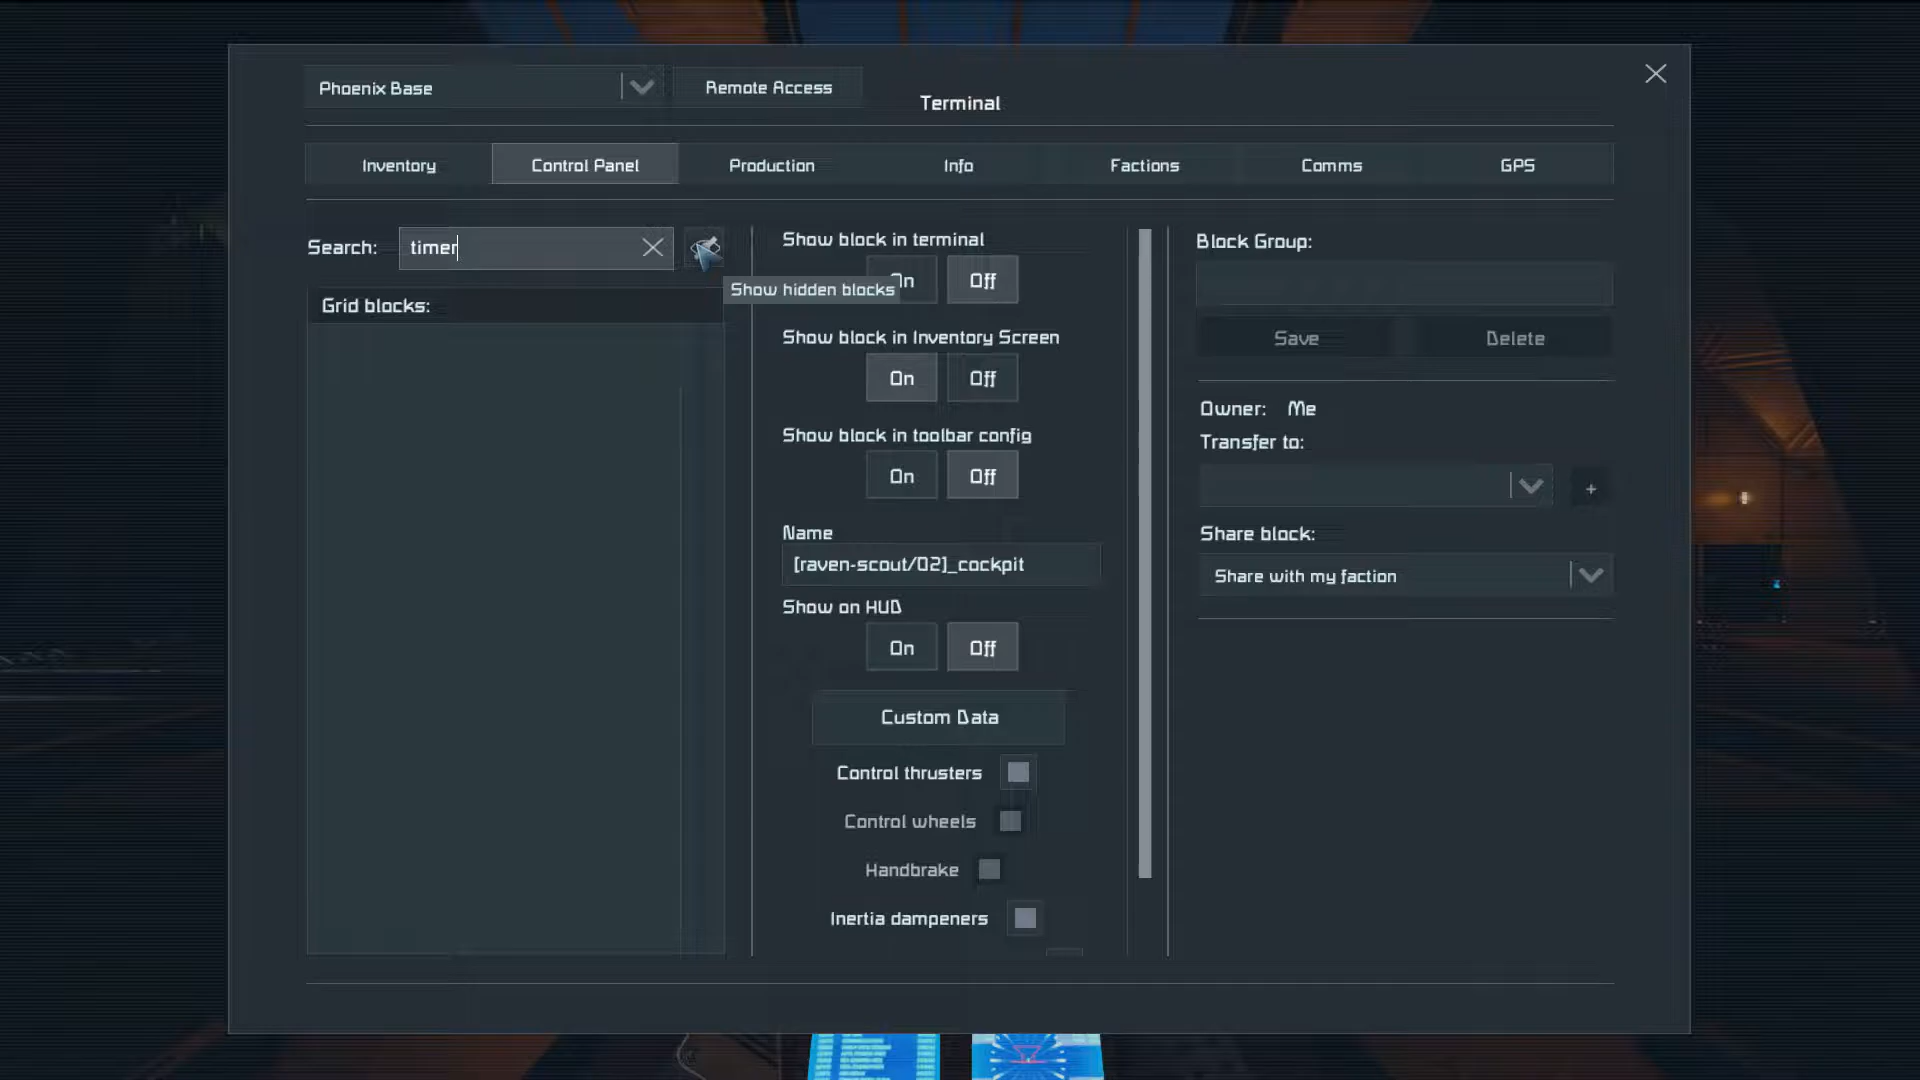 Phoenix Base
Remote Access
Terminal
Inventory
Control Panel
Production
Info
Factions
Comms
GPS
Search:
timer
Show hidden blocks
Grid blocks:
Show block in terminal
On
Off
Show block in Inventory Screen
On
Off
Show block in toolbar config
On
Off
Name
[raven-scout/02]_cockpit
Show on HUD
On
Off
Custom Data
Control thrusters
Control wheels
Handbrake
Inertia dampeners
Block Group:
Save
Delete
Owner: Me
Transfer to:
+
Share block:
Share with my faction